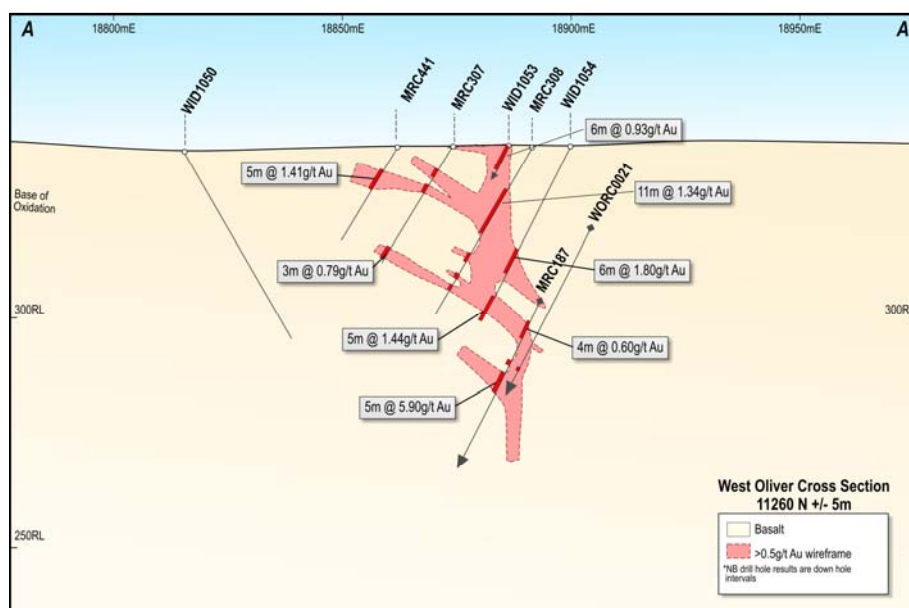 A
18800mE
18850mE
18900mE
18950mE
A
WID1050
MRC441
MRC307
WID1053
MRC308
WID1054
6m @ 0.93g/t Au
5m @ 1.41g/t Au
11m @ 1.34g/t Au
Base of
Oxidation
WORC0021
3m @ 0.79g/t Au
6m @ 1.80g/t Au
MRC187
300RL
300RL
5m @ 1.44g/t Au
4m @ 0.60g/t Au
5m @ 5.90g/t Au
West Oliver Cross Section
11260 N +/- 5m
Basalt
>0.5g/t Au wireframe
*NB drill hole results are down hole
intervals
250RL